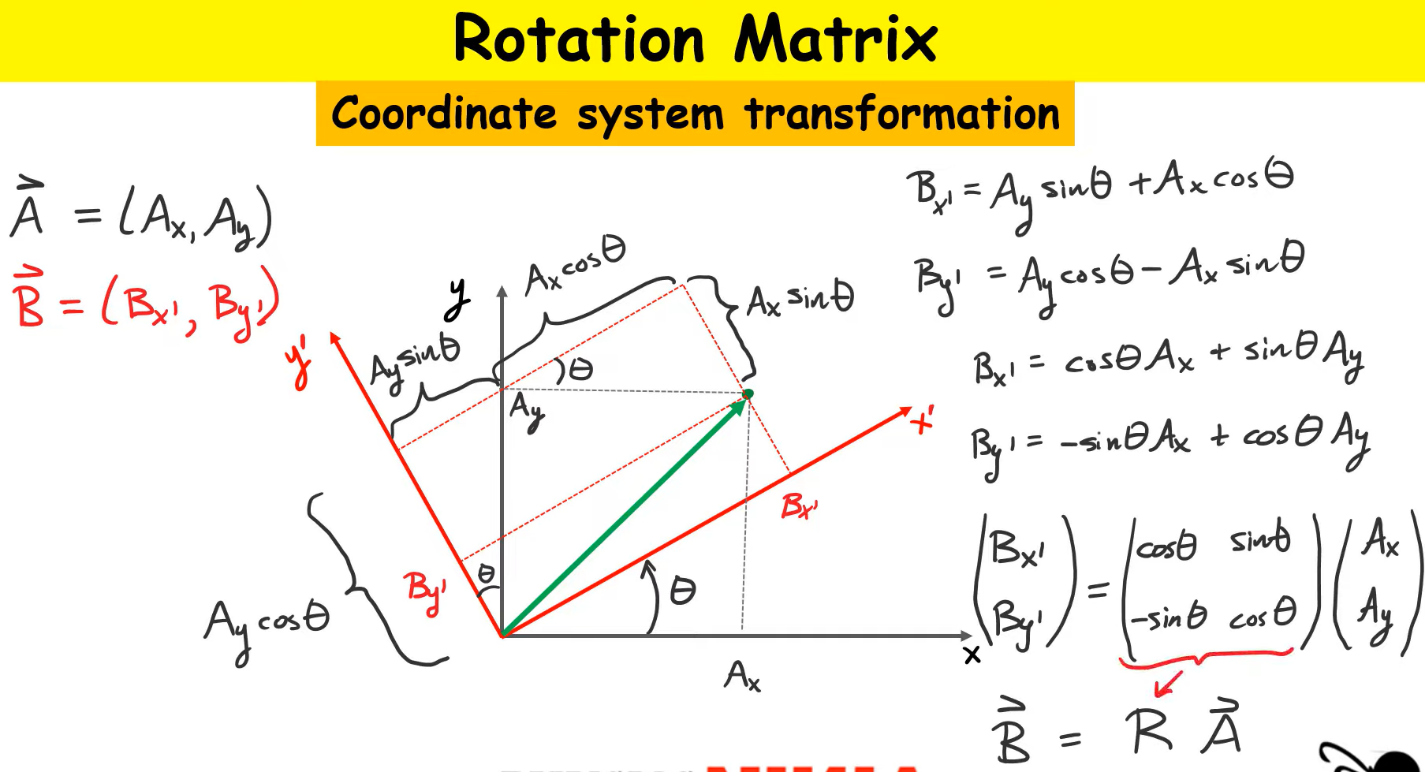 Rotation Matrix
Coordinate system transformation
A⃗ = (Ax, Ay)
B⃗ = (Bx', By')
Bx' = Ay sinθ + Ax cosθ
By' = Ay cosθ - Ax sinθ
Bx' = cosθ Ax + sinθ Ay
By' = -sinθ Ax + cosθ Ay
y
Ax cosθ
Ax sinθ
y'
Ay sinθ
θ
Ay
x'
Bx'
By'
θ
θ
Ay cosθ
x
Ax
(Bx') = (cosθ sinθ) (Ax)
(By') (-sinθ cosθ) (Ay)
B⃗ = R A⃗